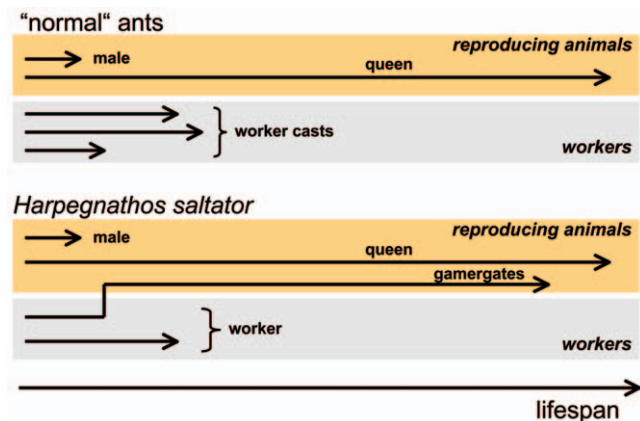 “normal“ ants
reproducing animals
male
queen
worker casts
workers
Harpegnathos saltator
reproducing animals
male
queen
gamergates
worker
workers
lifespan